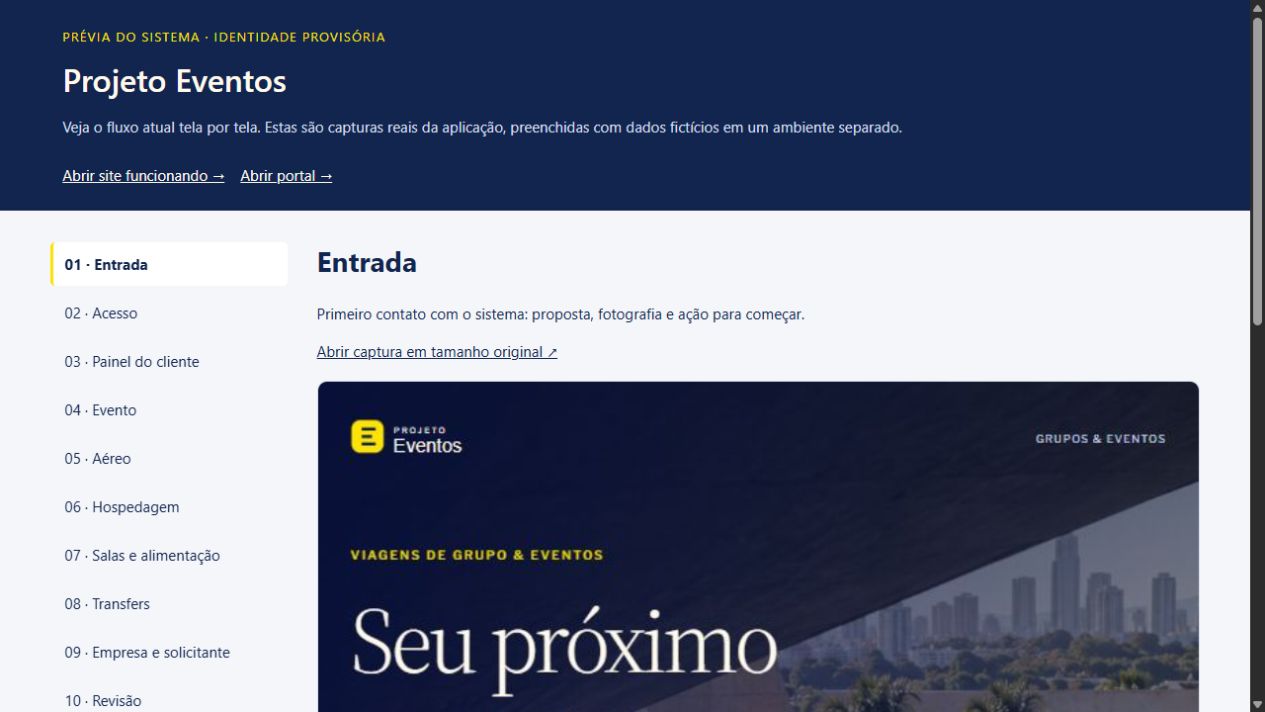 PRÉVIA DO SISTEMA · IDENTIDADE PROVISÓRIA
Projeto Eventos
Veja o fluxo atual tela por tela. Estas são capturas reais da aplicação, preenchidas com dados fictícios em um ambiente separado.
Abrir site funcionando → Abrir portal →
01 · Entrada
02 · Acesso
03 · Painel do cliente
04 · Evento
05 · Aéreo
06 · Hospedagem
07 · Salas e alimentação
08 · Transfers
09 · Empresa e solicitante
10 · Revisão
Entrada
Primeiro contato com o sistema: proposta, fotografia e ação para começar.
Abrir captura em tamanho original ↗
PROJETO
Eventos
GRUPOS & EVENTOS
VIAGENS DE GRUPO & EVENTOS
Seu próximo